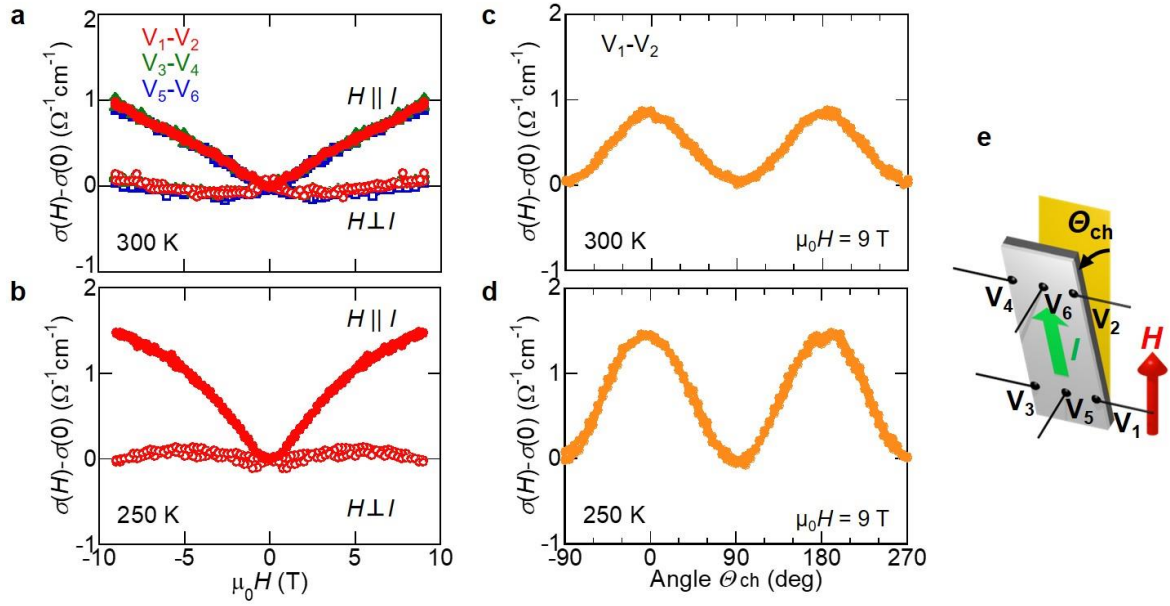 a
2
V₁-V₂
V₃-V₄
V₅-V₆
H || I
1
0
H⊥I
-1
300 K
σ(H)-σ(0) (Ω⁻¹cm⁻¹)
b
2
H || I
1
0
H⊥I
250 K
-1
σ(H)-σ(0) (Ω⁻¹cm⁻¹)
-10 -5 0 5 10
μ₀H (T)
c
2
V₁-V₂
1
0
300 K
μ₀H = 9 T
-1
σ(H)-σ(0) (Ω⁻¹cm⁻¹)
d
2
1
0
250 K
μ₀H = 9 T
-1
σ(H)-σ(0) (Ω⁻¹cm⁻¹)
-90 0 90 180 270
Angle Θch (deg)
e
Θch
V₄
V₆
V₂
I
H
V₃
V₅
V₁